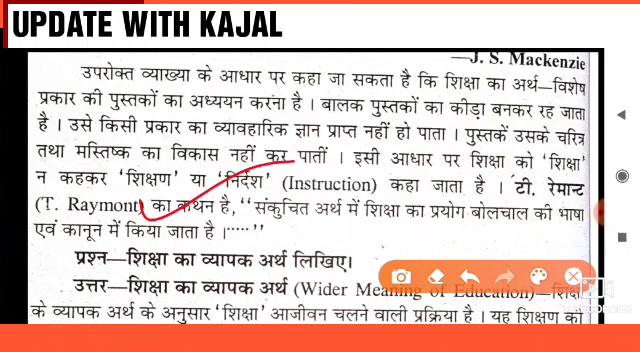 UPDATE WITH KAJAL
—J. S. Mackenzie
उपरोक्त व्याख्या के आधार पर कहा जा सकता है कि शिक्षा का अर्थ—विशेष
प्रकार की पुस्तकों का अध्ययन करना है । बालक पुस्तकों का कीड़ा बनकर रह जाता
है । उसे किसी प्रकार का व्यावहारिक ज्ञान प्राप्त नहीं हो पाता । पुस्तकें उसके चरित्र
तथा मस्तिष्क का विकास नहीं कर पातीं । इसी आधार पर शिक्षा को 'शिक्षा'
न कहकर 'शिक्षण' या 'निर्देश' (Instruction) कहा जाता है । टी. रेमान्ट
(T. Raymont) का कथन है, "संकुचित अर्थ में शिक्षा का प्रयोग बोलचाल की भाषा
एवं कानून में किया जाता है ।....."
प्रश्न—शिक्षा का व्यापक अर्थ लिखिए।
उत्तर—शिक्षा का व्यापक अर्थ (Wider Meaning of Education)—
के व्यापक अर्थ के अनुसार 'शिक्षा' आजीवन चलने वाली प्रक्रिया है । यह शिक्षण को